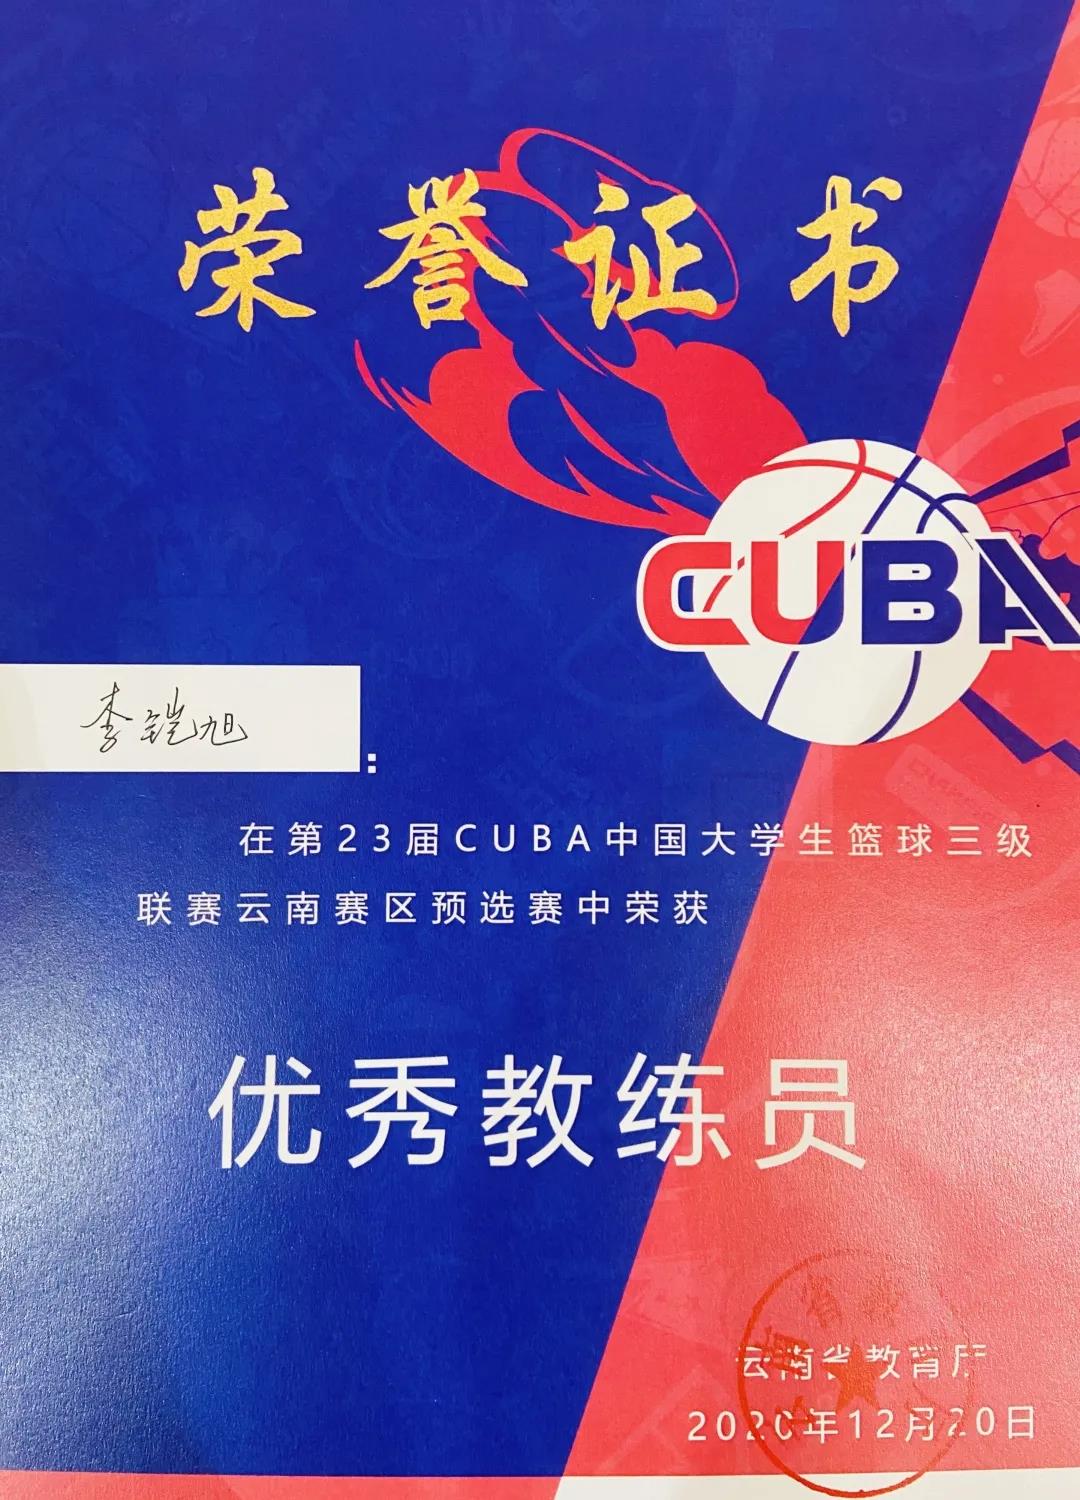 荣誉证书
CUBA
李铠旭
:
在第23届CUBA中国大学生篮球三级
联赛云南赛区预选赛中荣获
优秀教练员
云南省教育厅
2020年12月20日